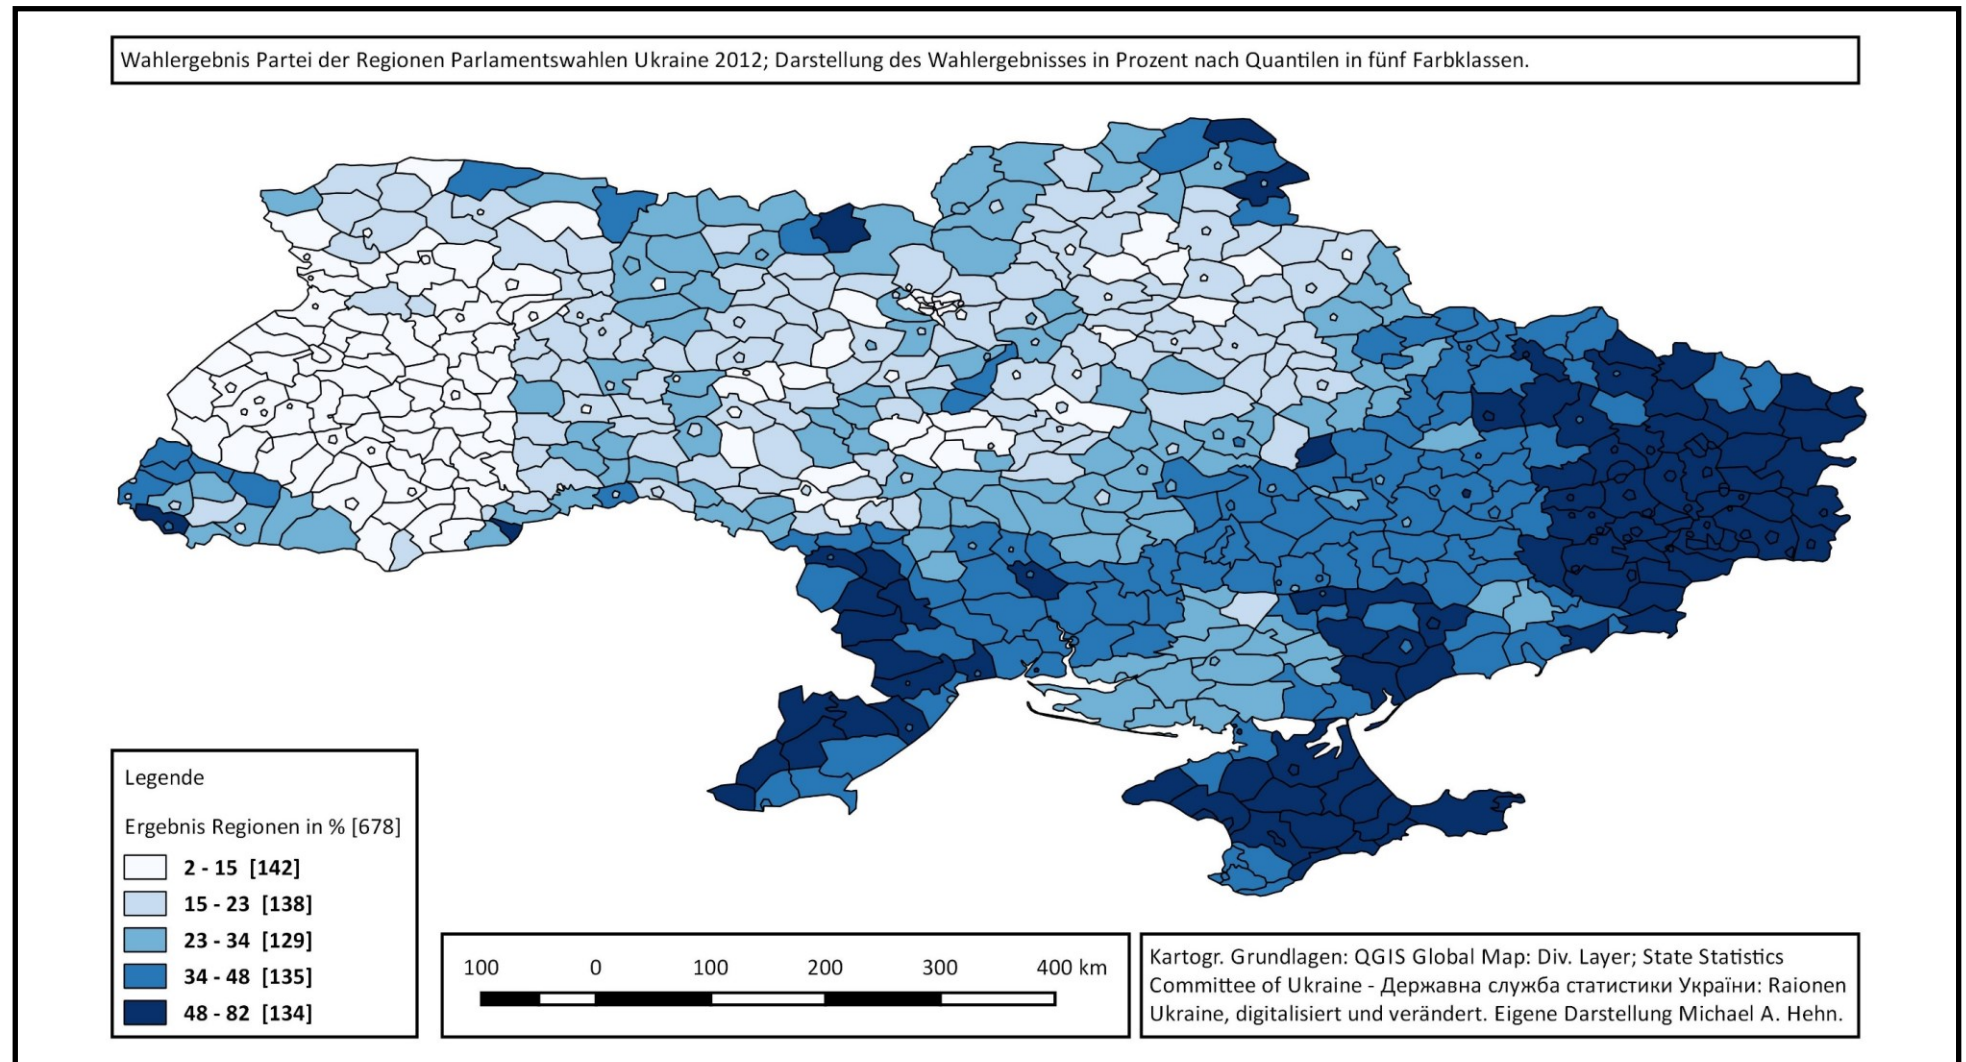 Wahlergebnis Partei der Regionen Parlamentswahlen Ukraine 2012; Darstellung des Wahlergebnisses in Prozent nach Quantilen in fünf Farbklassen.
Legende
Ergebnis Regionen in % [678]
2 - 15 [142]
15 - 23 [138]
23 - 34 [129]
34 - 48 [135]
48 - 82 [134]
100 0 100 200 300 400 km
Kartogr. Grundlagen: QGIS Global Map: Div. Layer; State Statistics
Committee of Ukraine - Державна служба статистики України: Raionen
Ukraine, digitalisiert und verändert. Eigene Darstellung Michael A. Hehn.